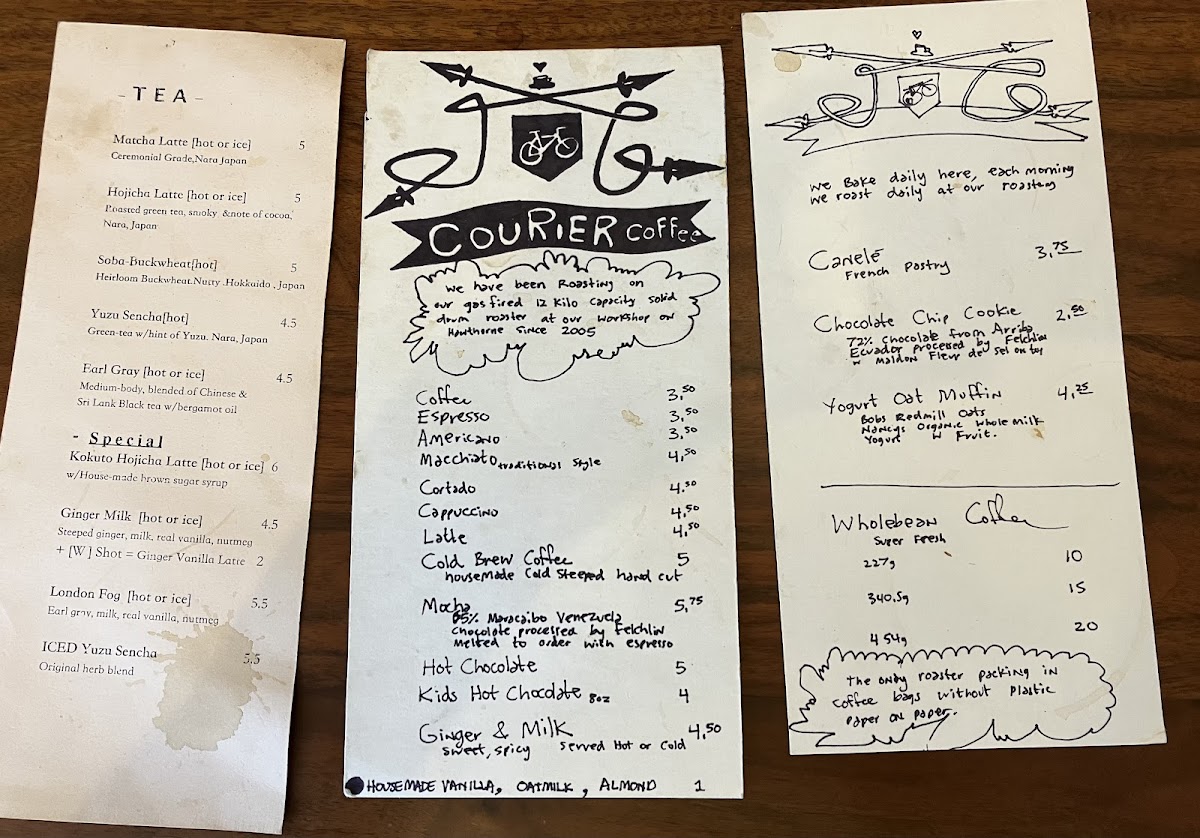 - TEA -
Matcha Latte [hot or ice] 5
Ceremonial Grade,Nara Japan
Hojicha Latte [hot or ice] 5
Roasted green tea, smoky &note of cocoa,
Nara, Japan
Soba-Buckwheat[hot] 5
Heirloom Buckwheat.Nutty .Hokkaido , Japan
Yuzu Sencha[hot] 4.5
Green-tea w/hint of Yuzu. Nara, Japan
Earl Gray [hot or ice] 4.5
Medium-body, blended of Chinese &
Sri Lank Black tea w/bergamot oil
- Special
Kokuto Hojicha Latte [hot or ice] 6
w/House-made brown sugar syrup
Ginger Milk [hot or ice] 4.5
Steeped ginger, milk, real vanilla, nutmeg
+ [W] Shot = Ginger Vanilla Latte 2
London Fog [hot or ice] 5.5
Earl gray, milk, real vanilla, nutmeg
ICED Yuzu Sencha 5.5
Original herb blend
COURIER Coffee
we have been Roasting on
our gas fired 12 Kilo capacity solid
drum roaster at our workshop on
Hawthorne since 2005
Coffee 3,50
Espresso 3,50
Americano 3,50
Macchiato traditional style 4,50
Cortado 4.50
Cappuccino 4,50
Latte 4,50
Cold Brew Coffee 5
housemade cold steeped hand cut
Mocha 5,75
65% Maracaibo Venezuela
chocolate processed by Felchlin
melted to order with espresso
Hot Chocolate 5
Kids Hot Chocolate 8oz 4
Ginger & Milk 4,50
sweet, spicy served Hot or Cold
HOUSEMADE VANILLA, OATMILK, ALMOND 1
we Bake daily here, each morning
we roast daily at our roastery
Canelé 3,75
French Pastry
Chocolate Chip Cookie 2,50
72% chocolate from Arriba
Ecuador processed by Felchlin
w maldon Fleur de sel on top
Yogurt Oat Muffin 4,25
Bobs Redmill Oats
Nancys Organic whole milk
Yogurt w Fruit.
Wholebean Coffee
Super Fresh
227g 10
340.5g 15
454g 20
The only roaster packing in
coffee bags without plastic
paper on paper.